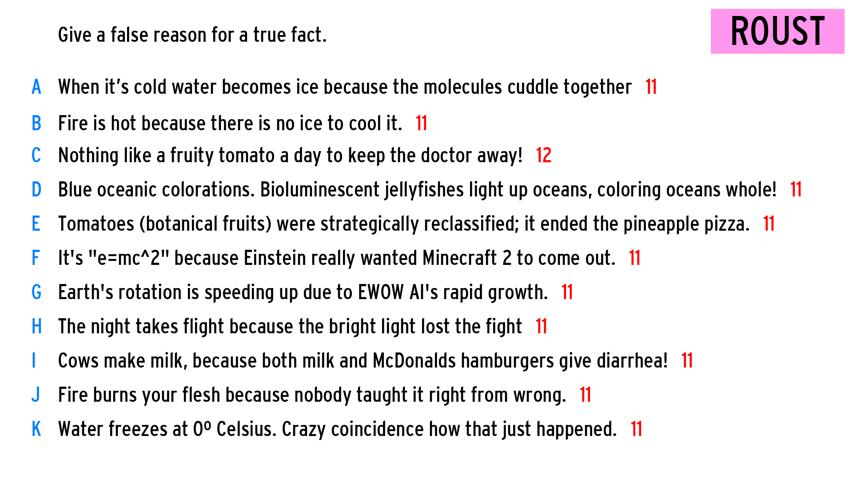 Give a false reason for a true fact.
ROUST
A When it’s cold water becomes ice because the molecules cuddle together 11
B Fire is hot because there is no ice to cool it. 11
C Nothing like a fruity tomato a day to keep the doctor away! 12
D Blue oceanic colorations. Bioluminescent jellyfishes light up oceans, coloring oceans whole! 11
E Tomatoes (botanical fruits) were strategically reclassified; it ended the pineapple pizza. 11
F It's "e=mc^2" because Einstein really wanted Minecraft 2 to come out. 11
G Earth's rotation is speeding up due to EWOW AI's rapid growth. 11
H The night takes flight because the bright light lost the fight 11
I Cows make milk, because both milk and McDonalds hamburgers give diarrhea! 11
J Fire burns your flesh because nobody taught it right from wrong. 11
K Water freezes at 0º Celsius. Crazy coincidence how that just happened. 11